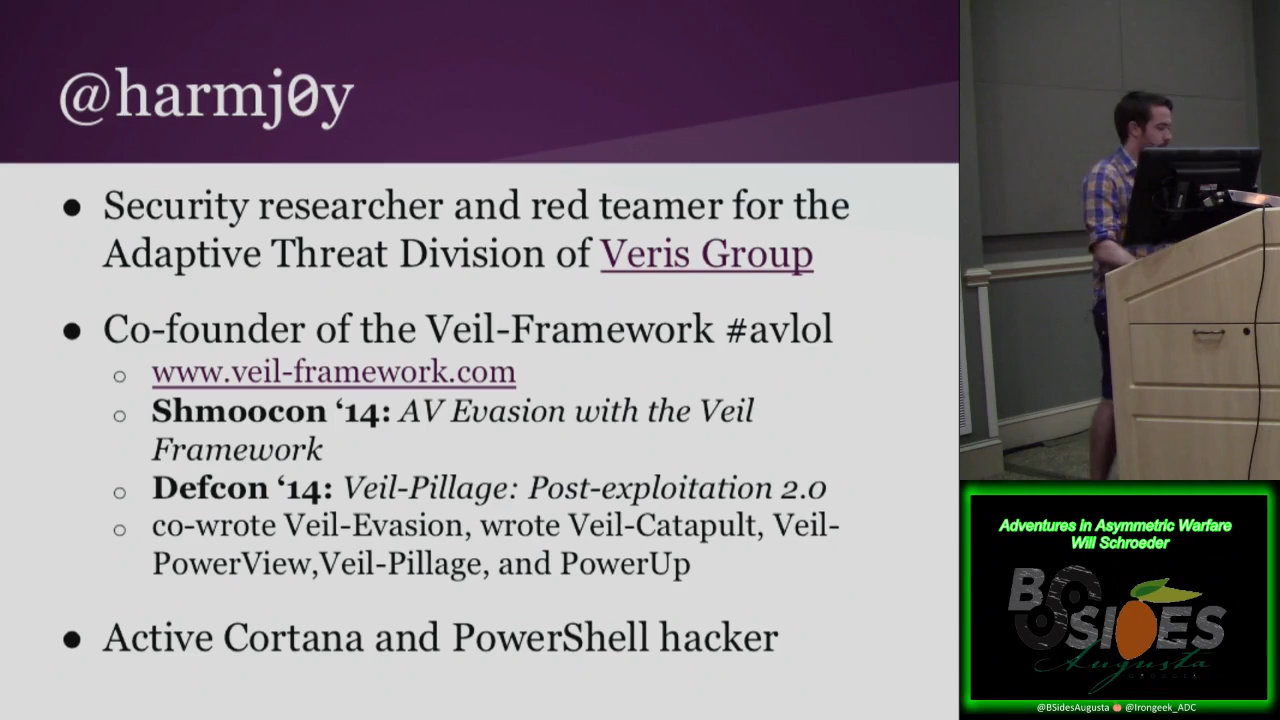 @harmj0y
● Security researcher and red teamer for the
Adaptive Threat Division of Veris Group
● Co-founder of the Veil-Framework #avlol
○ www.veil-framework.com
○ Shmoocon ‘14: AV Evasion with the Veil
Framework
○ Defcon ‘14: Veil-Pillage: Post-exploitation 2.0
○ co-wrote Veil-Evasion, wrote Veil-Catapult, Veil-
PowerView,Veil-Pillage, and PowerUp
● Active Cortana and PowerShell hacker
Adventures in Asymmetric Warfare
Will Schroeder
BSIDES
Augusta
GEORGIA
@BSidesAugusta @Irongeek_ADC